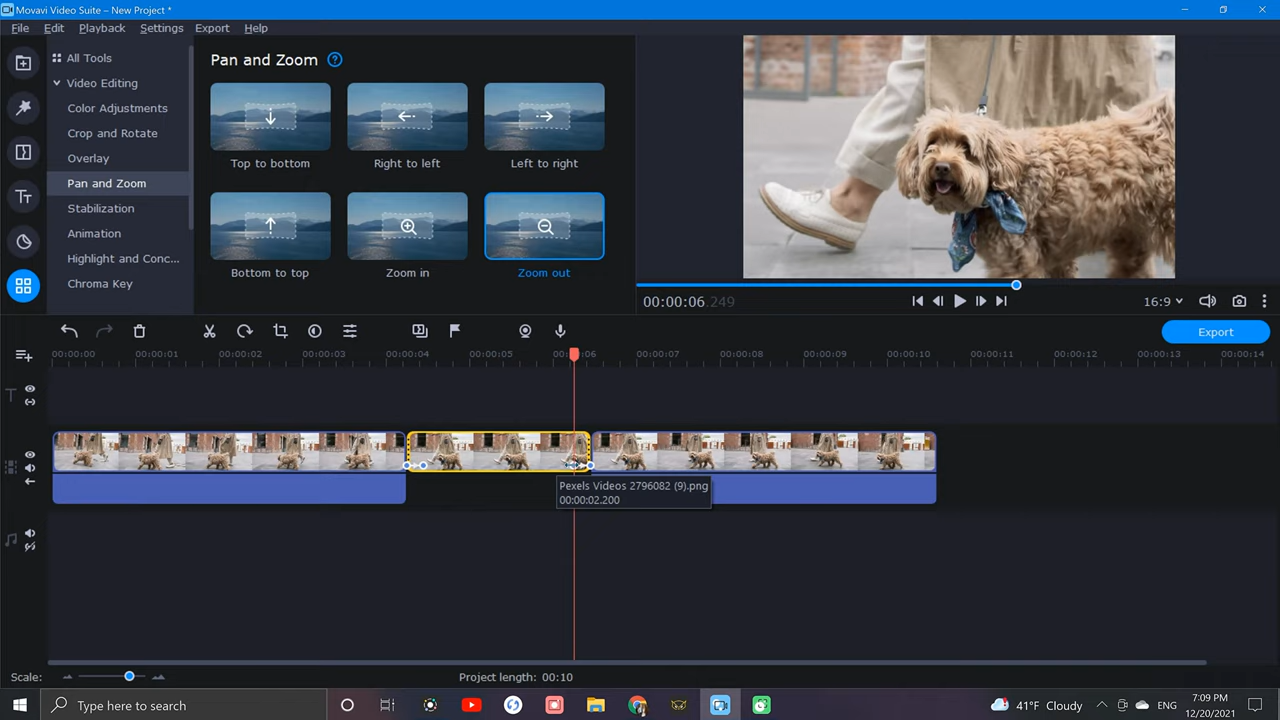 Movavi Video Suite – New Project *
File Edit Playback Settings Export Help
All Tools
Video Editing
Color Adjustments
Crop and Rotate
Overlay
Pan and Zoom
Stabilization
Animation
Highlight and Conc...
Chroma Key
Pan and Zoom ?
Top to bottom
Right to left
Left to right
Bottom to top
Zoom in
Zoom out
00:00:06.249
16:9
Export
00:00:00 00:00:01 00:00:02 00:00:03 00:00:04 00:00:05 00:00:06 00:00:07 00:00:08 00:00:09 00:00:10 00:00:11 00:00:12 00:00:13 00:00:14
Pexels Videos 2796082 (9).png
00:00:02.200
Scale:
Project length: 00:10
Type here to search
41°F Cloudy
ENG
7:09 PM
12/20/2021